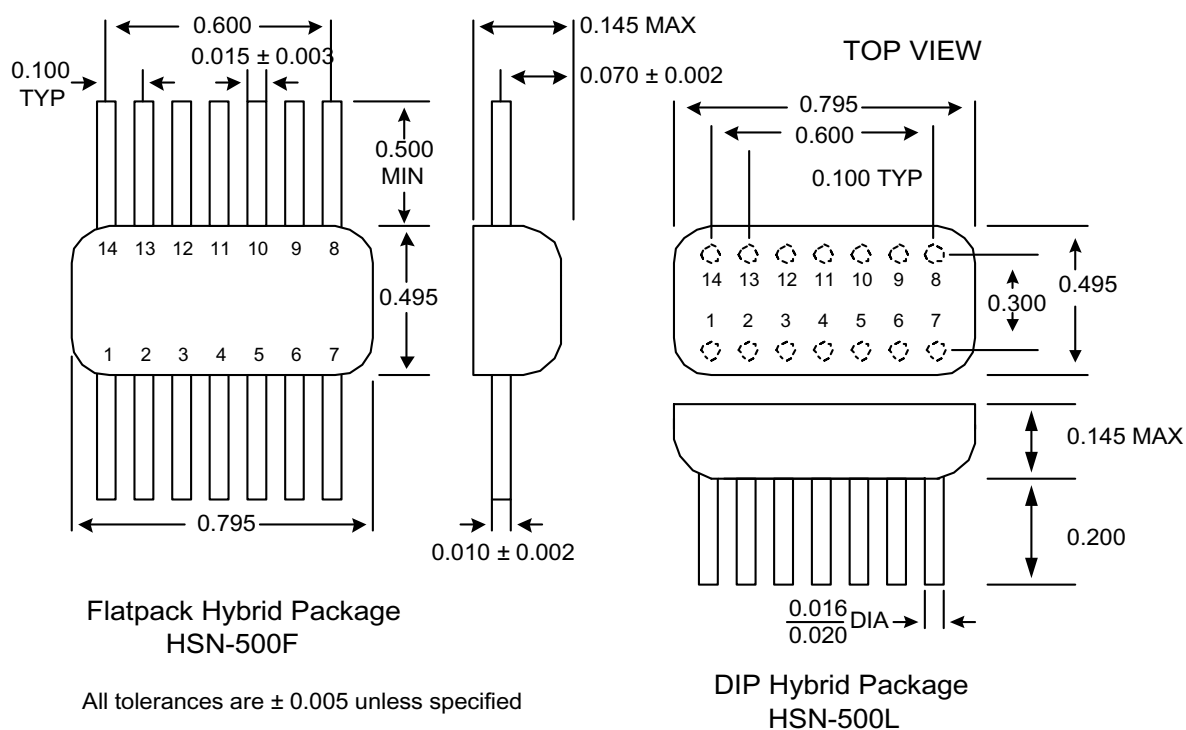 0.600
0.015 ± 0.003
0.100
TYP
0.500
MIN
14 13 12 11 10 9 8
0.495
1 2 3 4 5 6 7
0.795
0.145 MAX
0.070 ± 0.002
0.010 ± 0.002
Flatpack Hybrid Package
HSN-500F
All tolerances are ± 0.005 unless specified
TOP VIEW
0.795
0.600
0.100 TYP
14 13 12 11 10 9 8
0.300
0.495
1 2 3 4 5 6 7
0.145 MAX
0.200
0.016
0.020 DIA
DIP Hybrid Package
HSN-500L